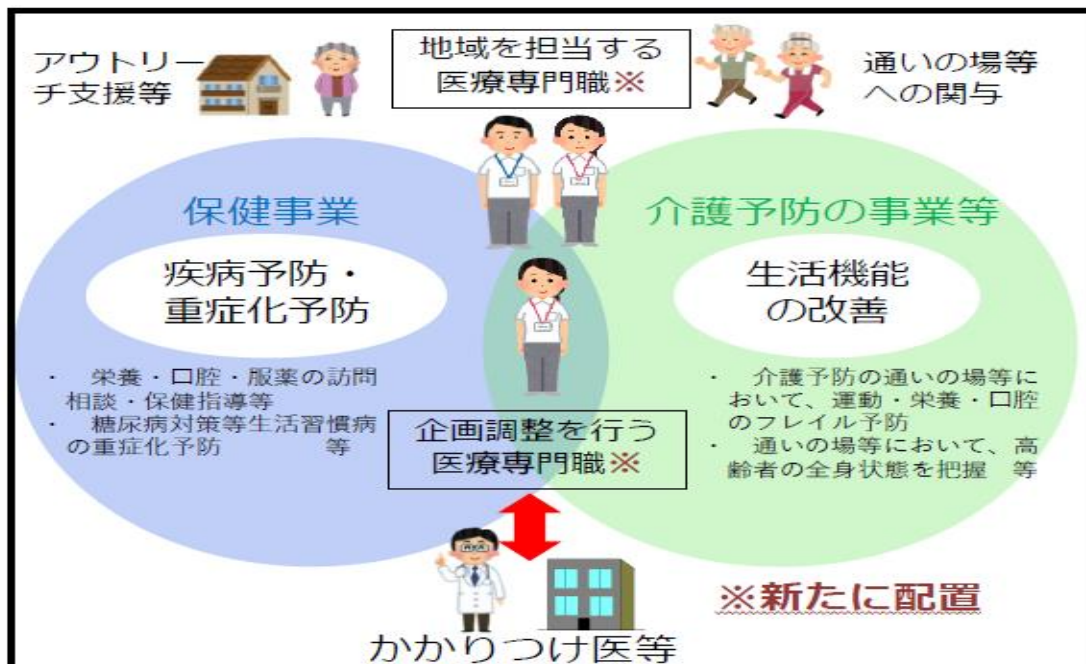 アウトリー
チ支援等
地域を担当する
医療専門職※
通いの場等
への関与
保健事業
介護予防の事業等
疾病予防・
重症化予防
生活機能
の改善
・ 栄養・口腔・服薬の訪問
相談・保健指導等
・ 糖尿病対策等生活習慣病
の重症化予防 等
・ 介護予防の通いの場等に
おいて、運動・栄養・口腔
のフレイル予防
・ 通いの場等において、高
齢者の全身状態を把握 等
企画調整を行う
医療専門職※
※新たに配置
かかりつけ医等